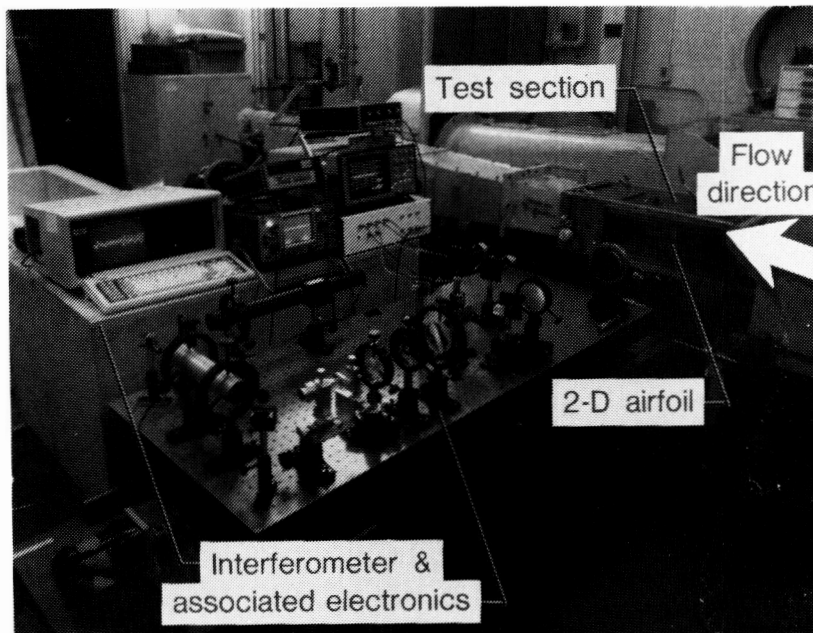 Test section
Flow
direction
2-D airfoil
Interferometer &
associated electronics